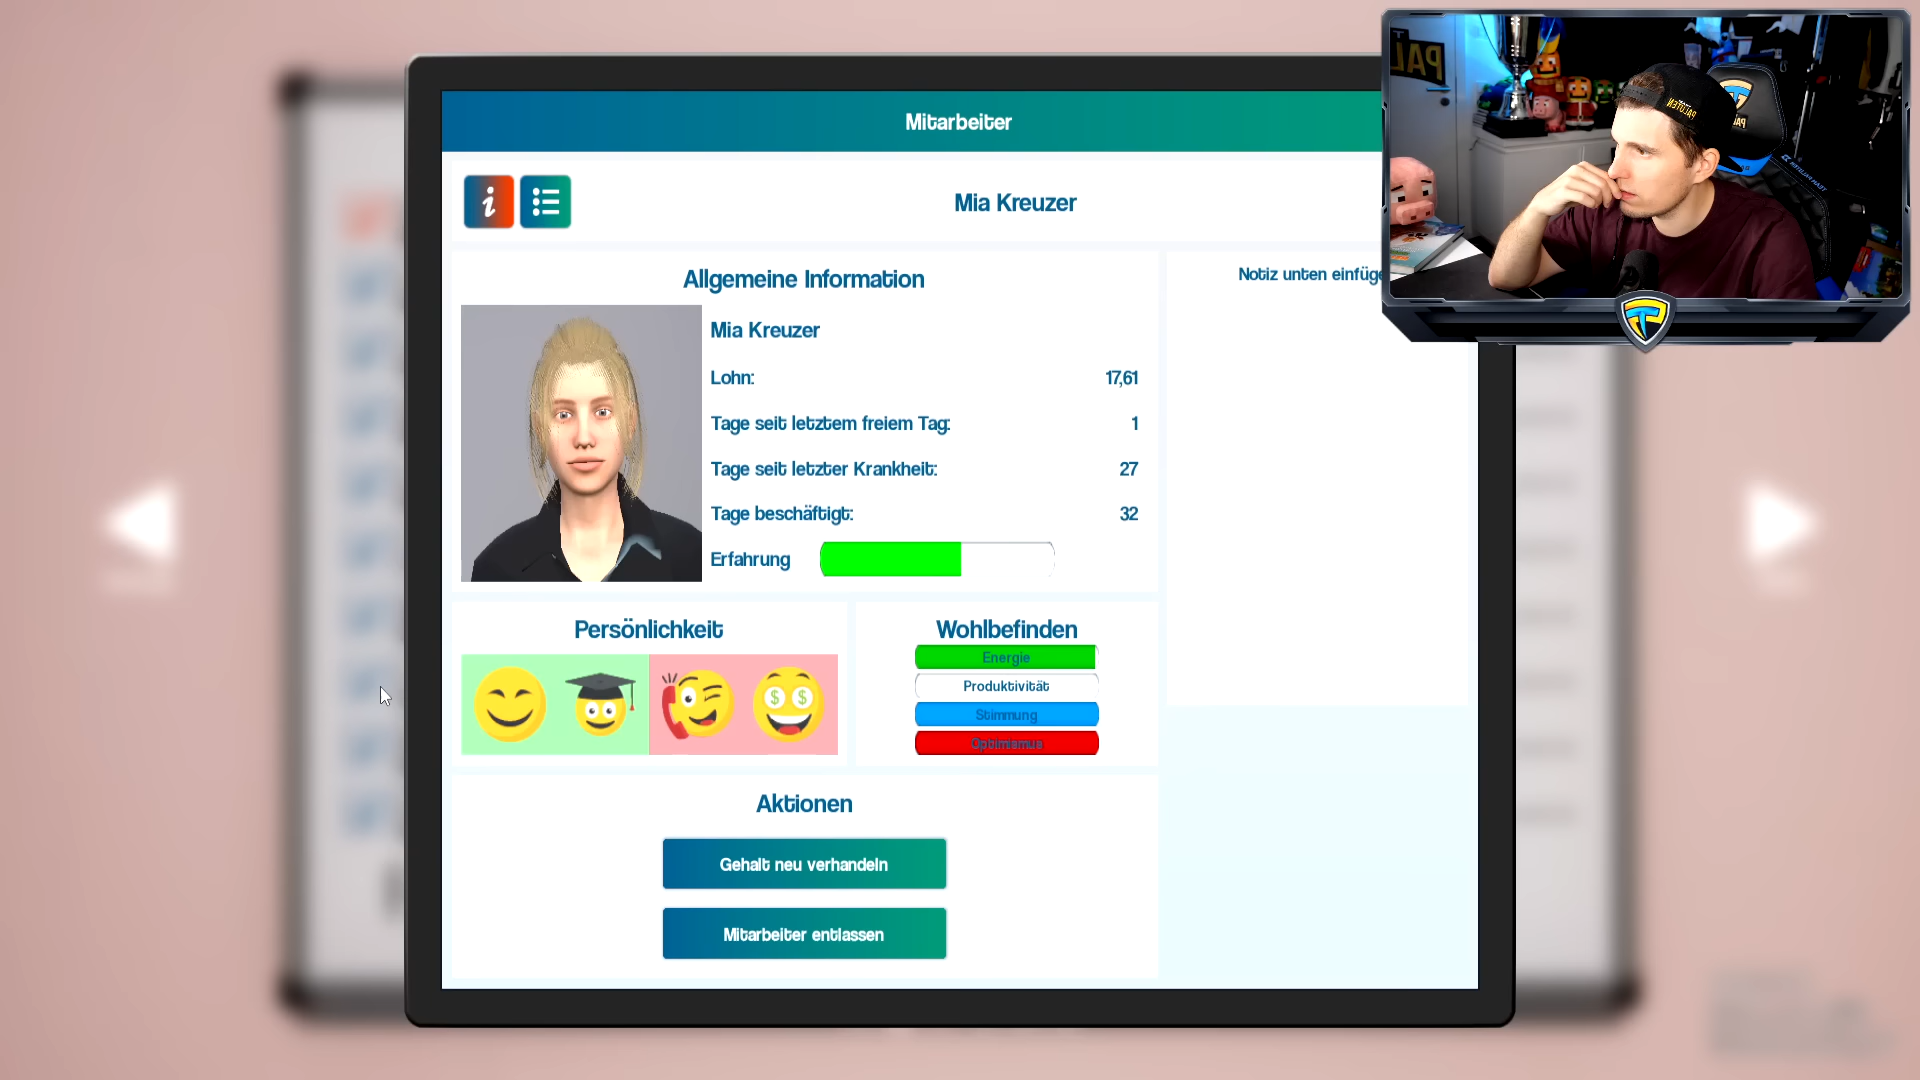 Mitarbeiter
Mia Kreuzer
Allgemeine Information
Mia Kreuzer
Lohn: 17,61
Tage seit letztem freiem Tag: 1
Tage seit letzter Krankheit: 27
Tage beschäftigt: 32
Erfahrung
Persönlichkeit
Wohlbefinden
Energie
Produktivität
Stimmung
Optimismus
Aktionen
Gehalt neu verhandeln
Mitarbeiter entlassen
Notiz unten einfüge
PALUTEN